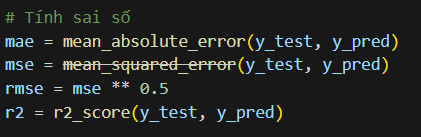 # Tính sai số
mae = mean_absolute_error(y_test, y_pred)
mse = mean_squared_error(y_test, y_pred)
rmse = mse ** 0.5
r2 = r2_score(y_test, y_pred)